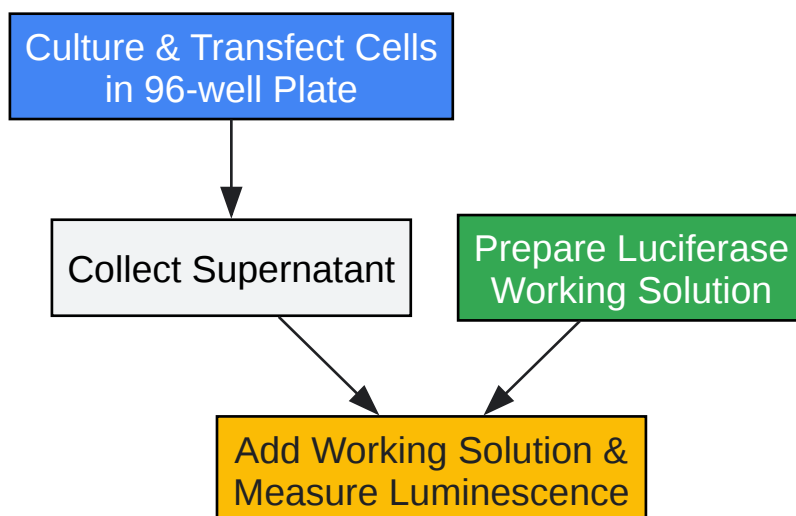 Culture & Transfect Cells
in 96-well Plate
Collect Supernatant
Prepare Luciferase
Working Solution
Add Working Solution &
Measure Luminescence